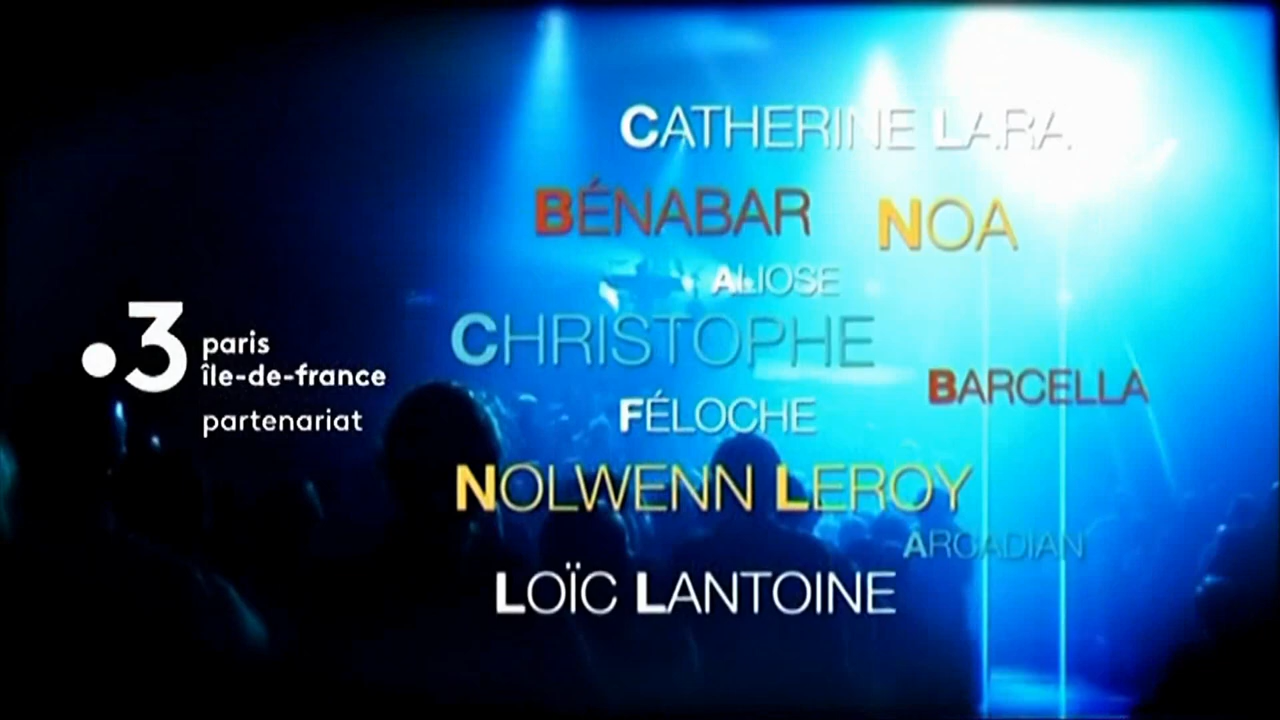 CATHERINE LARA
BÉNABAR NOA
ALIOSE
CHRISTOPHE
BARCELLA
FÉLOCHE
NOLWENN LEROY
ARCADIAN
LOÏC LANTOINE
3
paris
île-de-france
partenariat